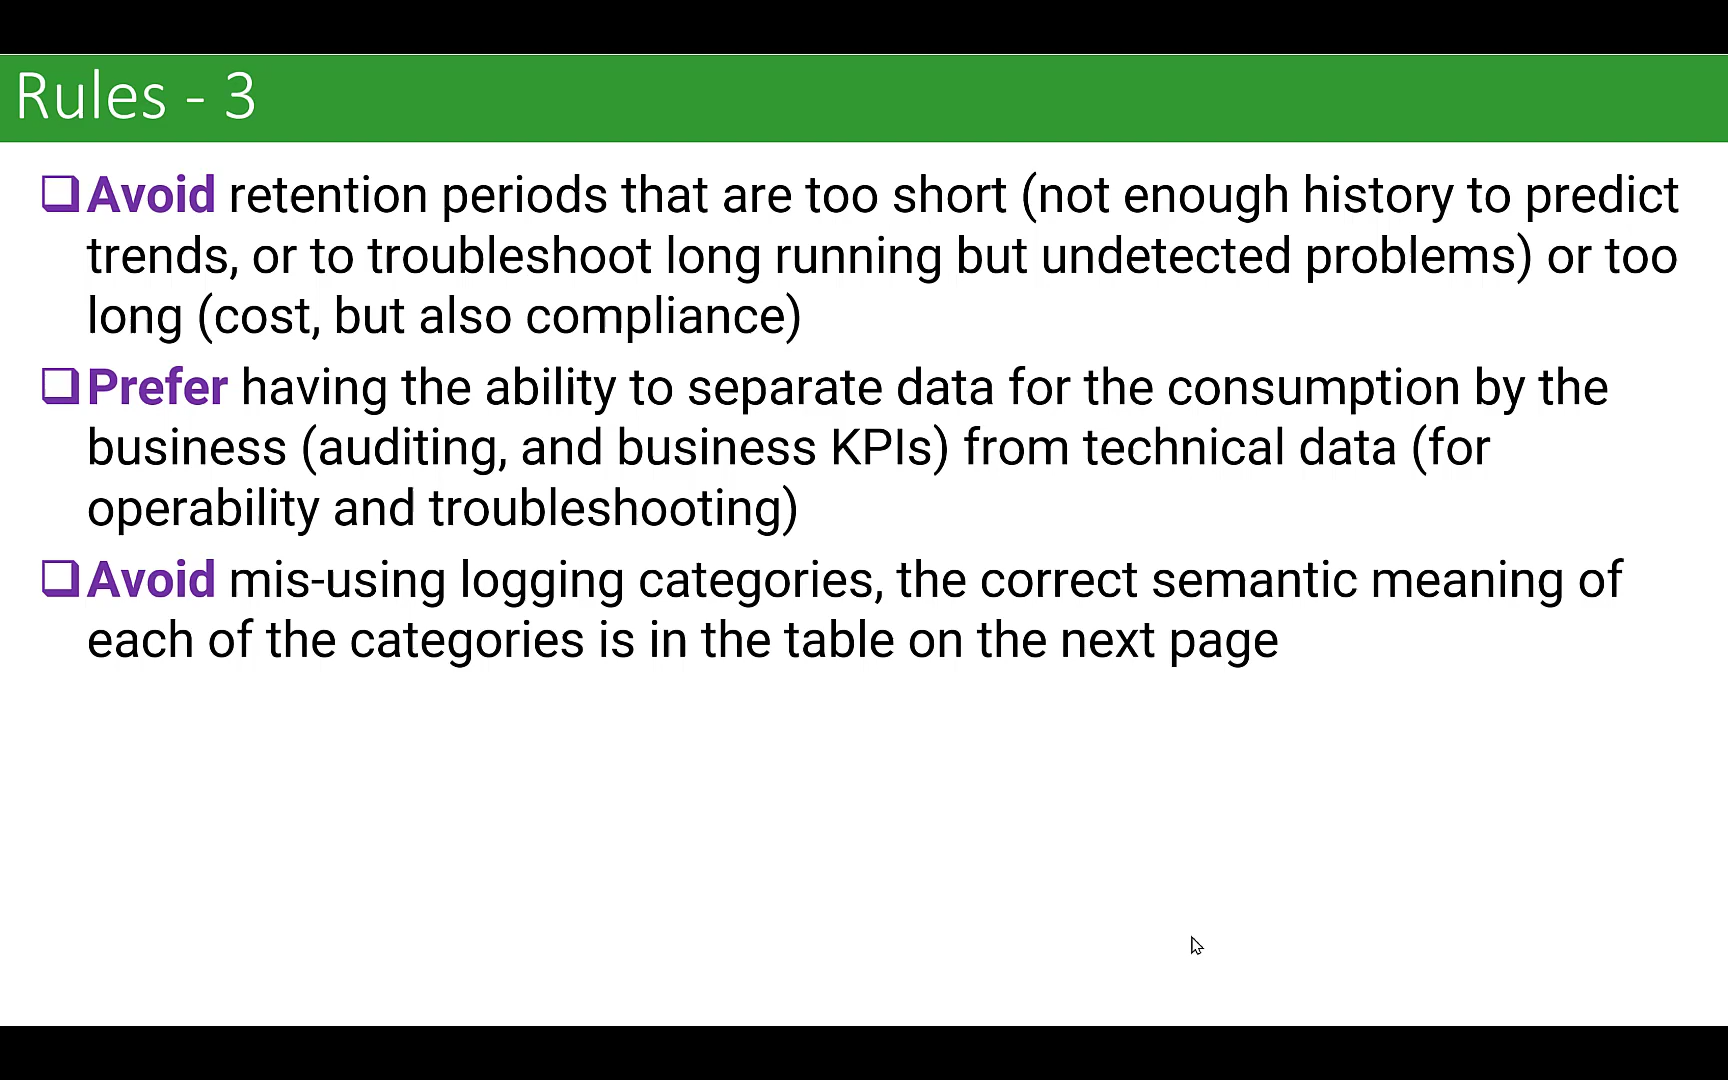 Rules - 3
Avoid retention periods that are too short (not enough history to predict
trends, or to troubleshoot long running but undetected problems) or too
long (cost, but also compliance)
Prefer having the ability to separate data for the consumption by the
business (auditing, and business KPIs) from technical data (for
operability and troubleshooting)
Avoid mis-using logging categories, the correct semantic meaning of
each of the categories is in the table on the next page